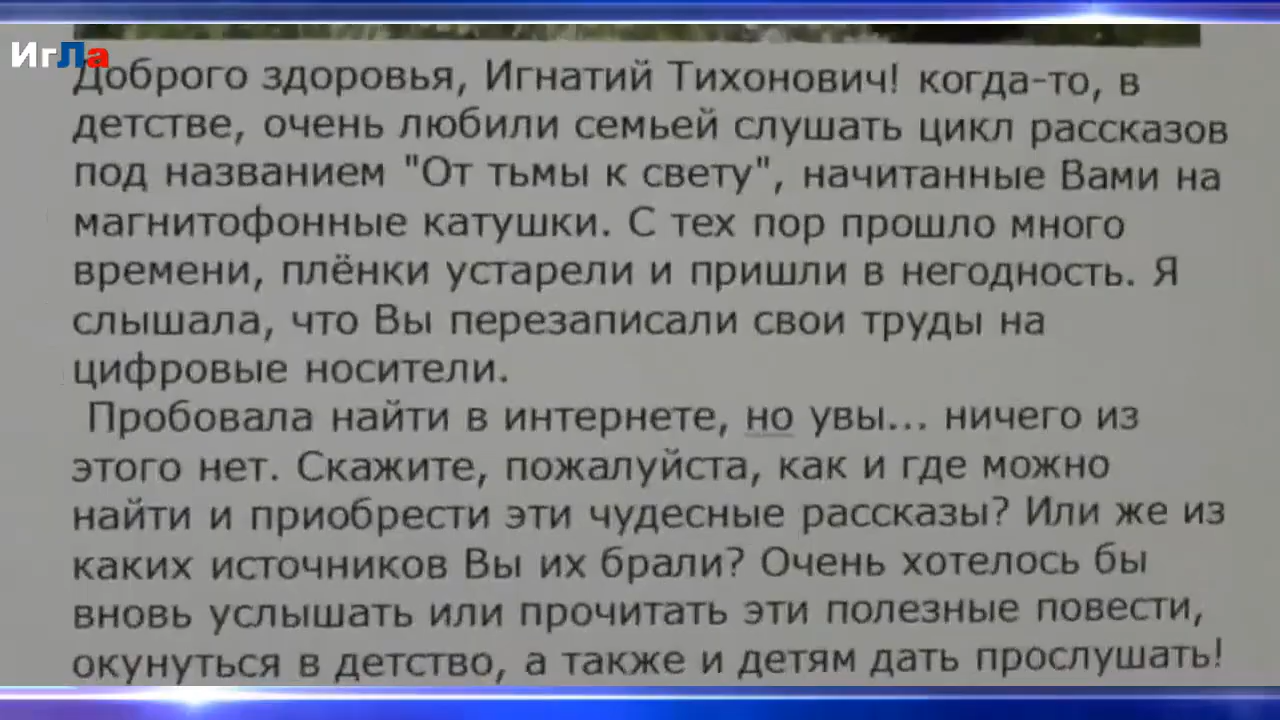 ИгЛа
Доброго здоровья, Игнатий Тихонович! когда-то, в
детстве, очень любили семьей слушать цикл рассказов
под названием "От тьмы к свету", начитанные Вами на
магнитофонные катушки. С тех пор прошло много
времени, плёнки устарели и пришли в негодность. Я
слышала, что Вы перезаписали свои труды на
цифровые носители.
Пробовала найти в интернете, но увы... ничего из
этого нет. Скажите, пожалуйста, как и где можно
найти и приобрести эти чудесные рассказы? Или же из
каких источников Вы их брали? Очень хотелось бы
вновь услышать или прочитать эти полезные повести,
окунуться в детство, а также и детям дать прослушать!